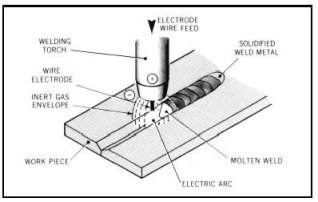 ELECTRODE
WIRE FEED
WELDING
TORCH
SOLIDIFIED
WELD METAL
WIRE
ELECTRODE
INERT GAS
ENVELOPE
WORK PIECE
MOLTEN WELD
ELECTRIC ARC